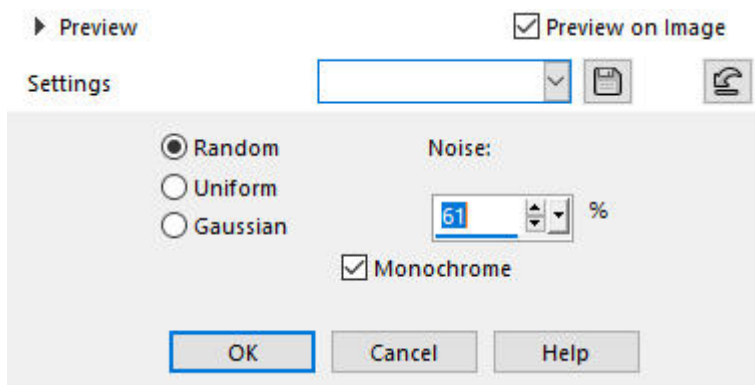 Preview Preview on Image
Settings
Random Noise:
Uniform
61 %
Gaussian
Monochrome
OK Cancel Help